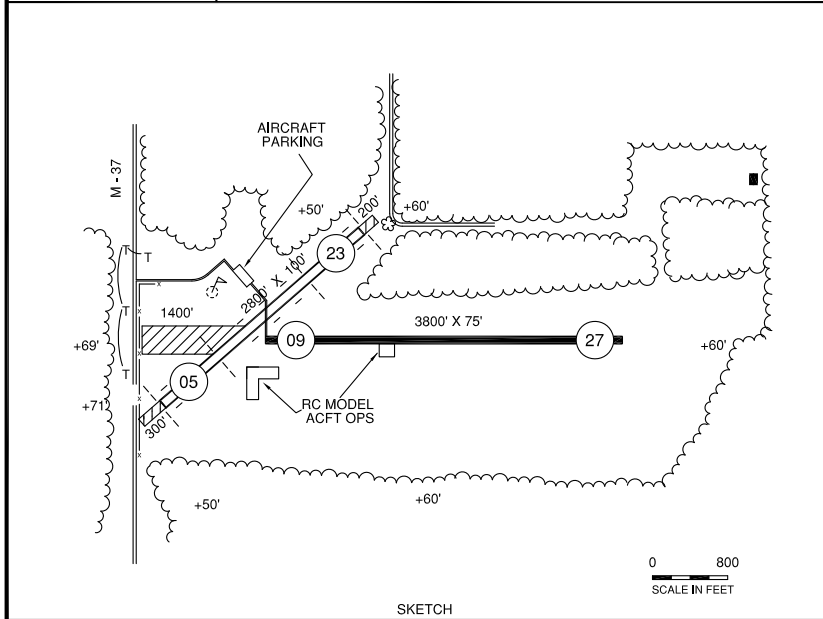 AIRCRAFT
PARKING
M - 37
+60'
200'
+50'
23
T
T
2800' X 100'
T
1400'
3800' X 75'
x
x
x
x
x
09
27
+69'
+60'
T
05
RC MODEL
ACFT OPS
+71'
300'
+50'
+60'
0 800
SCALE IN FEET
SKETCH